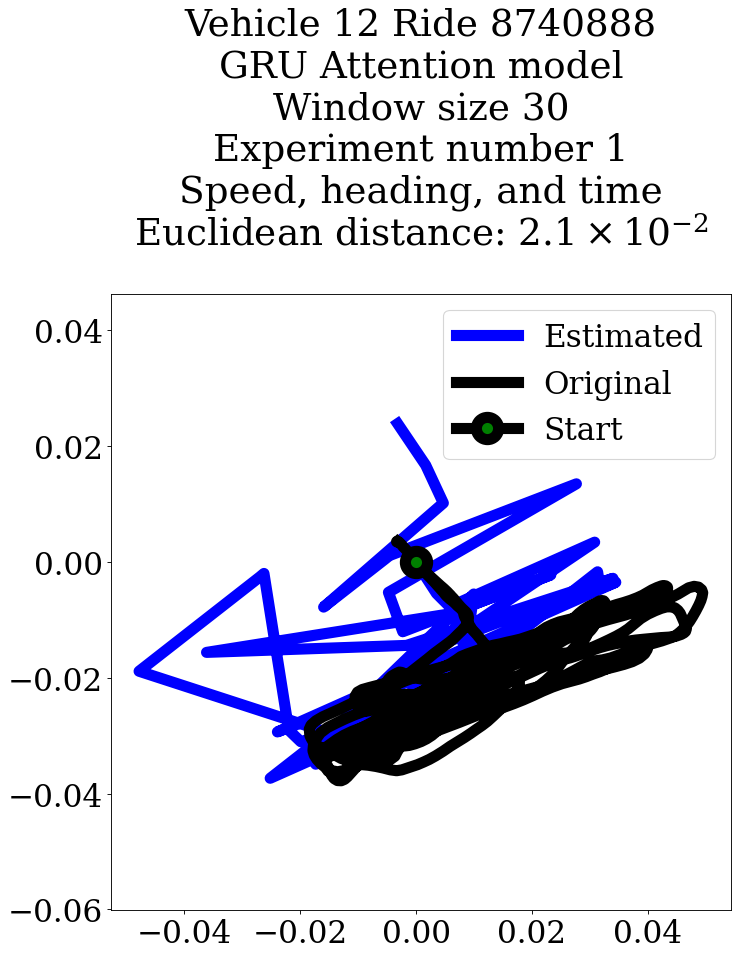 Vehicle 12 Ride 8740888
GRU Attention model
Window size 30
Experiment number 1
Speed, heading, and time
Euclidean distance: 2.1 × 10⁻²
Estimated
Original
Start
0.04
0.02
0.00
−0.02
−0.04
−0.06
−0.04 −0.02 0.00 0.02 0.04